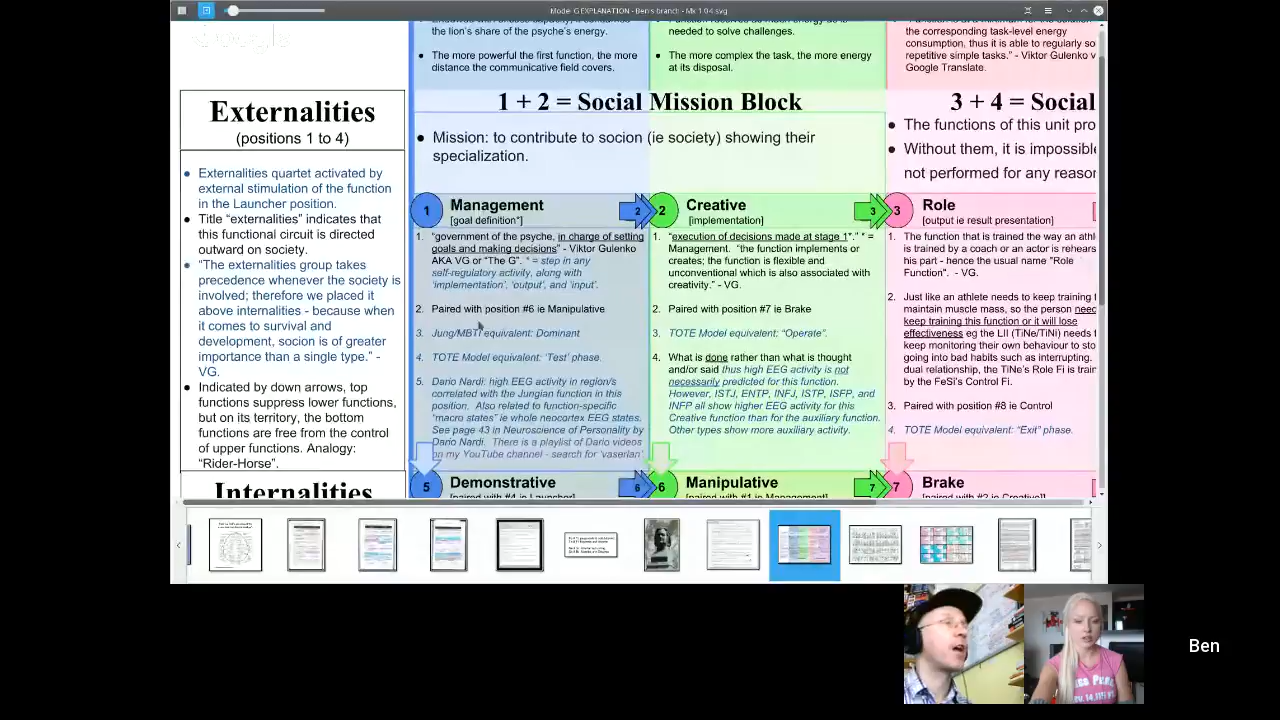 Model G EXPLANATION - Ben's branch - Mk 1.04.svg
the lion's share of the psyche's energy.
The more powerful the first function, the more
distance the communicative field covers.
needed to solve challenges.
The more complex the task, the more energy
at its disposal.
the corresponding task-level energy
consumption, thus it is able to regularly so
repetitive simple tasks." - Viktor Gulenko v
Google Translate.
Externalities
(positions 1 to 4)
Externalities quartet activated by
external stimulation of the function
in the Launcher position.
Title "externalities" indicates that
this functional circuit is directed
outward on society.
"The externalities group takes
precedence whenever the society is
involved; therefore we placed it
above internalities - because when
it comes to survival and
development, socion is of greater
importance than a single type." -
VG.
Indicated by down arrows, top
functions suppress lower functions,
but on its territory, the bottom
functions are free from the control
of upper functions. Analogy:
"Rider-Horse".
Internalities
1 + 2 = Social Mission Block
Mission: to contribute to socion (ie society) showing their
specialization.
3 + 4 = Social
The functions of this unit pro
Without them, it is impossible
not performed for any reason
1 Management 2
[goal definition*]
1. "government of the psyche, in charge of setting
goals and making decisions" - Viktor Gulenko
AKA VG or "The G". * = step in any
self-regulatory activity, along with
'implementation', 'output', and 'input'.
2. Paired with position #6 ie Manipulative
3. Jung/MBTI equivalent: Dominant
4. TOTE Model equivalent: 'Test' phase.
5. Dario Nardi: high EEG activity in region/s
correlated with the Jungian function in this
position. Also related to function-specific
"macro states" ie whole neocortex EEG states.
See page 43 in Neuroscience of Personality by
Dario Nardi. There is a playlist of Dario videos
on my YouTube channel - search for 'vaserian'
2 Creative 3
[implementation]
1. "execution of decisions made at stage 1*." * =
Management. "the function implements or
creates; the function is flexible and
unconventional which is also associated with
creativity." - VG.
2. Paired with position #7 ie Brake
3. TOTE Model equivalent: "Operate".
4. What is done rather than what is thought
and/or said thus high EEG activity is not
necessarily predicted for this function.
However, ISTJ, ENTP, INFJ, ISTP, ISFP, and
INFP all show higher EEG activity for this
Creative function than for the auxiliary function.
Other types show more auxiliary activity.
3 Role
[output ie result presentation]
1. The function that is trained the way an athl
is trained by a coach or an actor is rehears
his part - hence the usual name "Role
Function". - VG.
2. Just like an athlete needs to keep training t
maintain muscle mass, so the person need
keep training this function or it will lose
effectiveness eg the LII (TiNe/TiNI) needs t
keep monitoring their own behaviour to sto
going into bad habits such as interrupting.
dual relationship, the TiNe's Role Fi is train
by the FeSi's Control Fi.
3. Paired with position #8 ie Control
4. TOTE Model equivalent: "Exit" phase.
5 Demonstrative 6
[paired with #4 ie Launcher]
6 Manipulative 7
[paired with #1 ie Management]
7 Brake
[paired with #2 ie Creative]
Ben